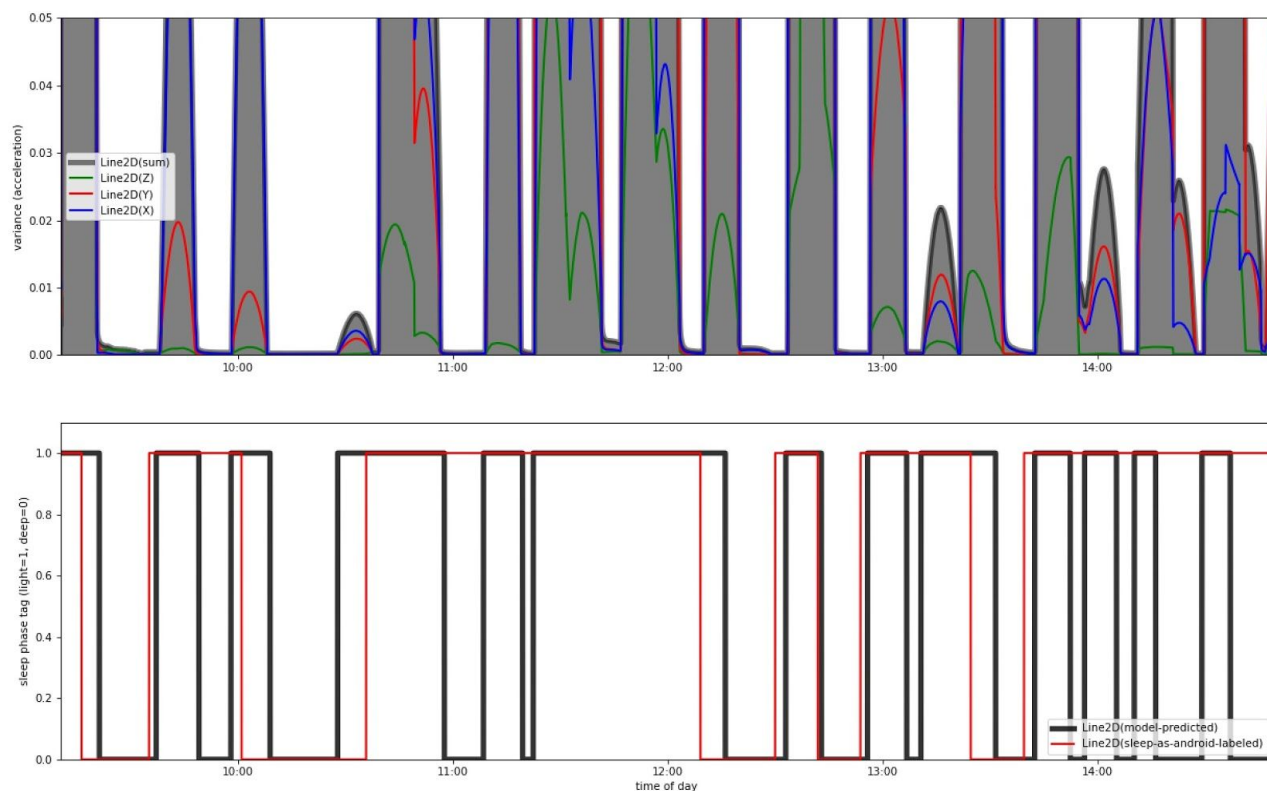 0.05
0.04
0.03
0.02
0.01
0.00
variance (acceleration)
Line2D(sum)
Line2D(Z)
Line2D(Y)
Line2D(X)
10:00
11:00
12:00
13:00
14:00
1.0
0.8
0.6
0.4
0.2
0.0
sleep phase tag (light=1, deep=0)
Line2D(model-predicted)
Line2D(sleep-as-android-labeled)
10:00
11:00
12:00
13:00
14:00
time of day